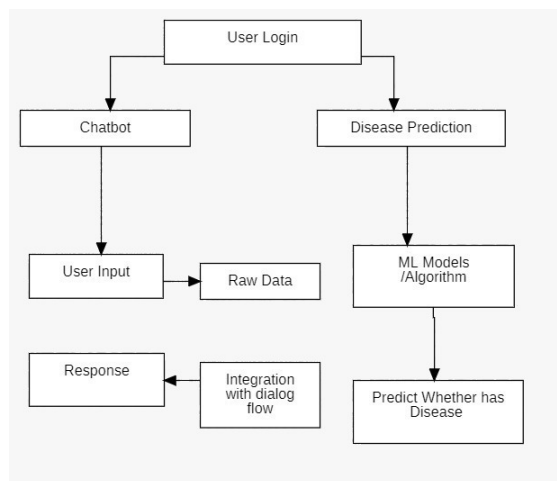 User Login
Chatbot
Disease Prediction
User Input
Raw Data
ML Models
/Algorithm
Response
Integration
with dialog
flow
Predict Whether has
Disease